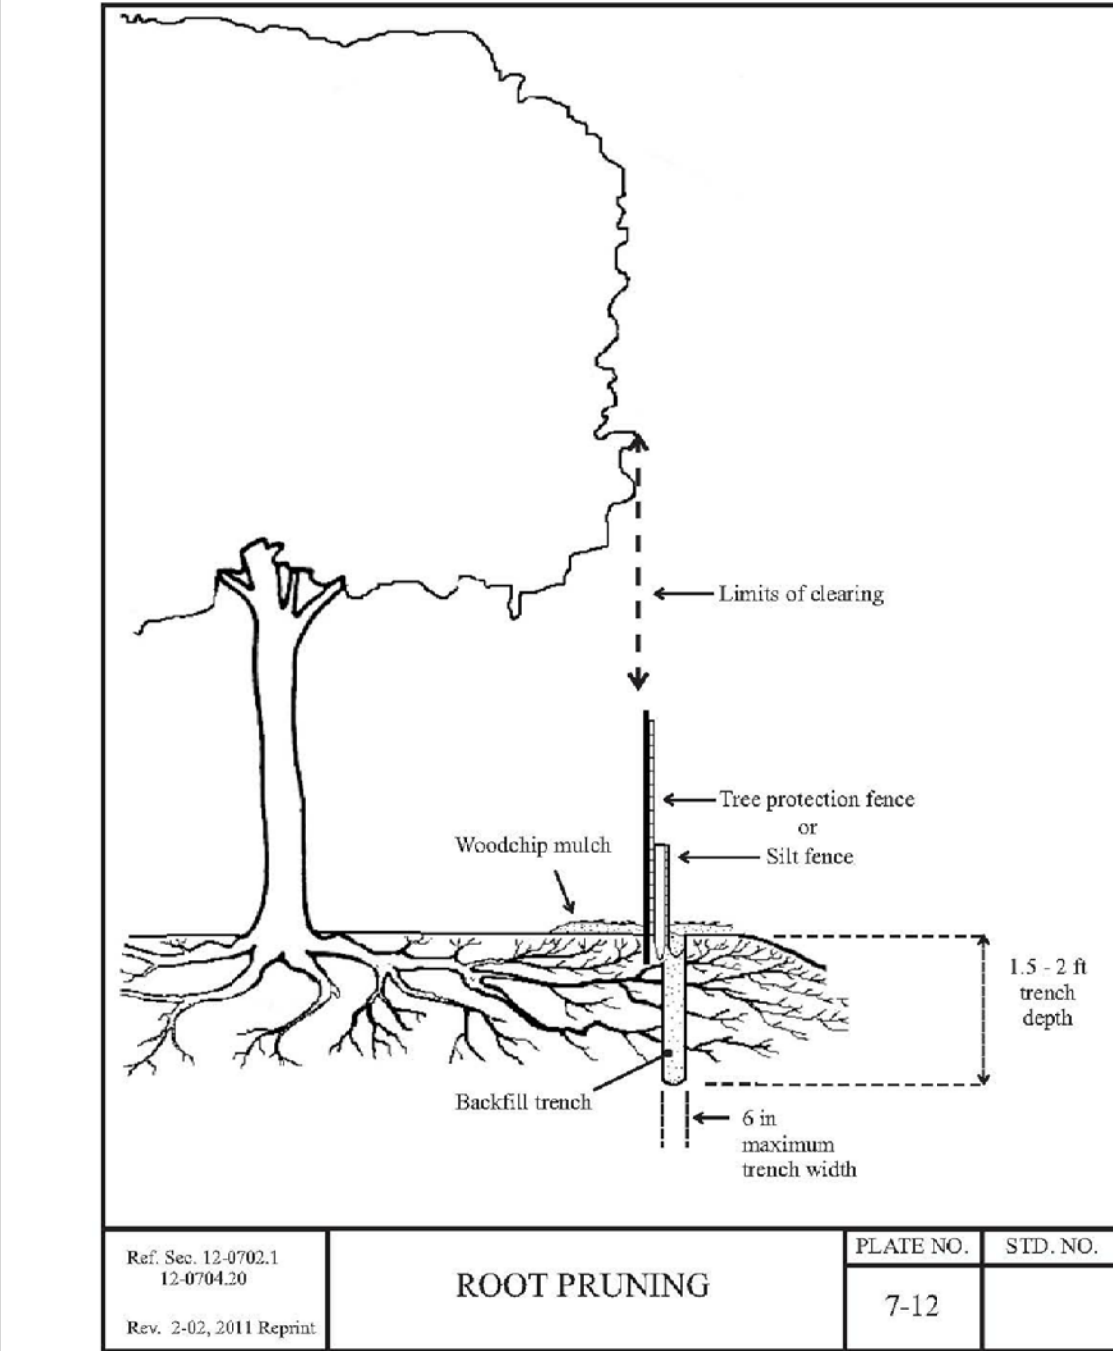 Limits of clearing
Tree protection fence
or
Silt fence
Woodchip mulch
1.5 - 2 ft
trench
depth
Backfill trench
6 in
maximum
trench width
Ref. Sec. 12-0702.1
12-0704.20
Rev. 2-02, 2011 Reprint
ROOT PRUNING
PLATE NO.
7-12
STD. NO.